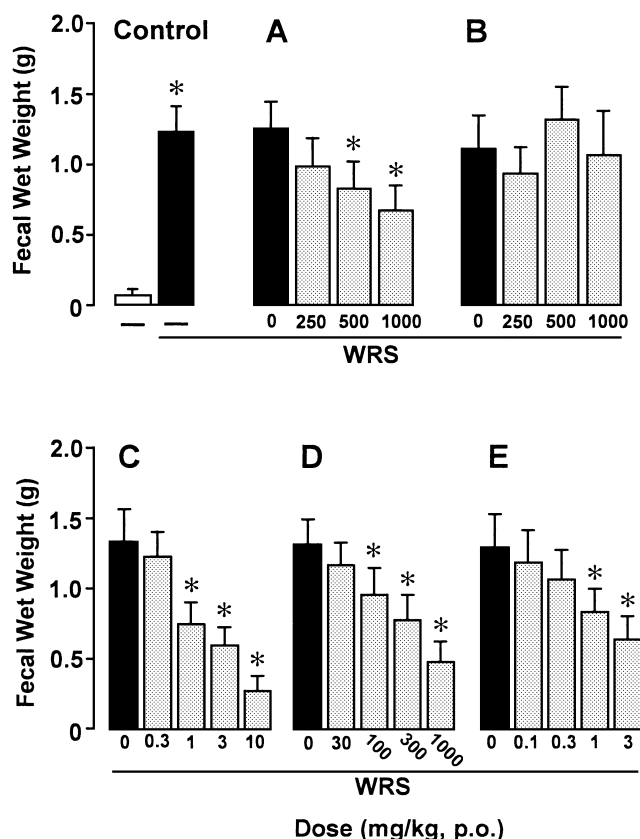 2.0
Control
A
B
*
* *
1.5
1.0
0.5
0
Fecal Wet Weight (g)
— —
0 250 500 1000
0 250 500 1000
WRS
2.0
C
D
E
1.5
1.0
0.5
0
Fecal Wet Weight (g)
* * *
* * *
* *
0 0.3 1 3 10
0 30 100 300 1000
0 0.1 0.3 1 3
WRS
Dose (mg/kg, p.o.)